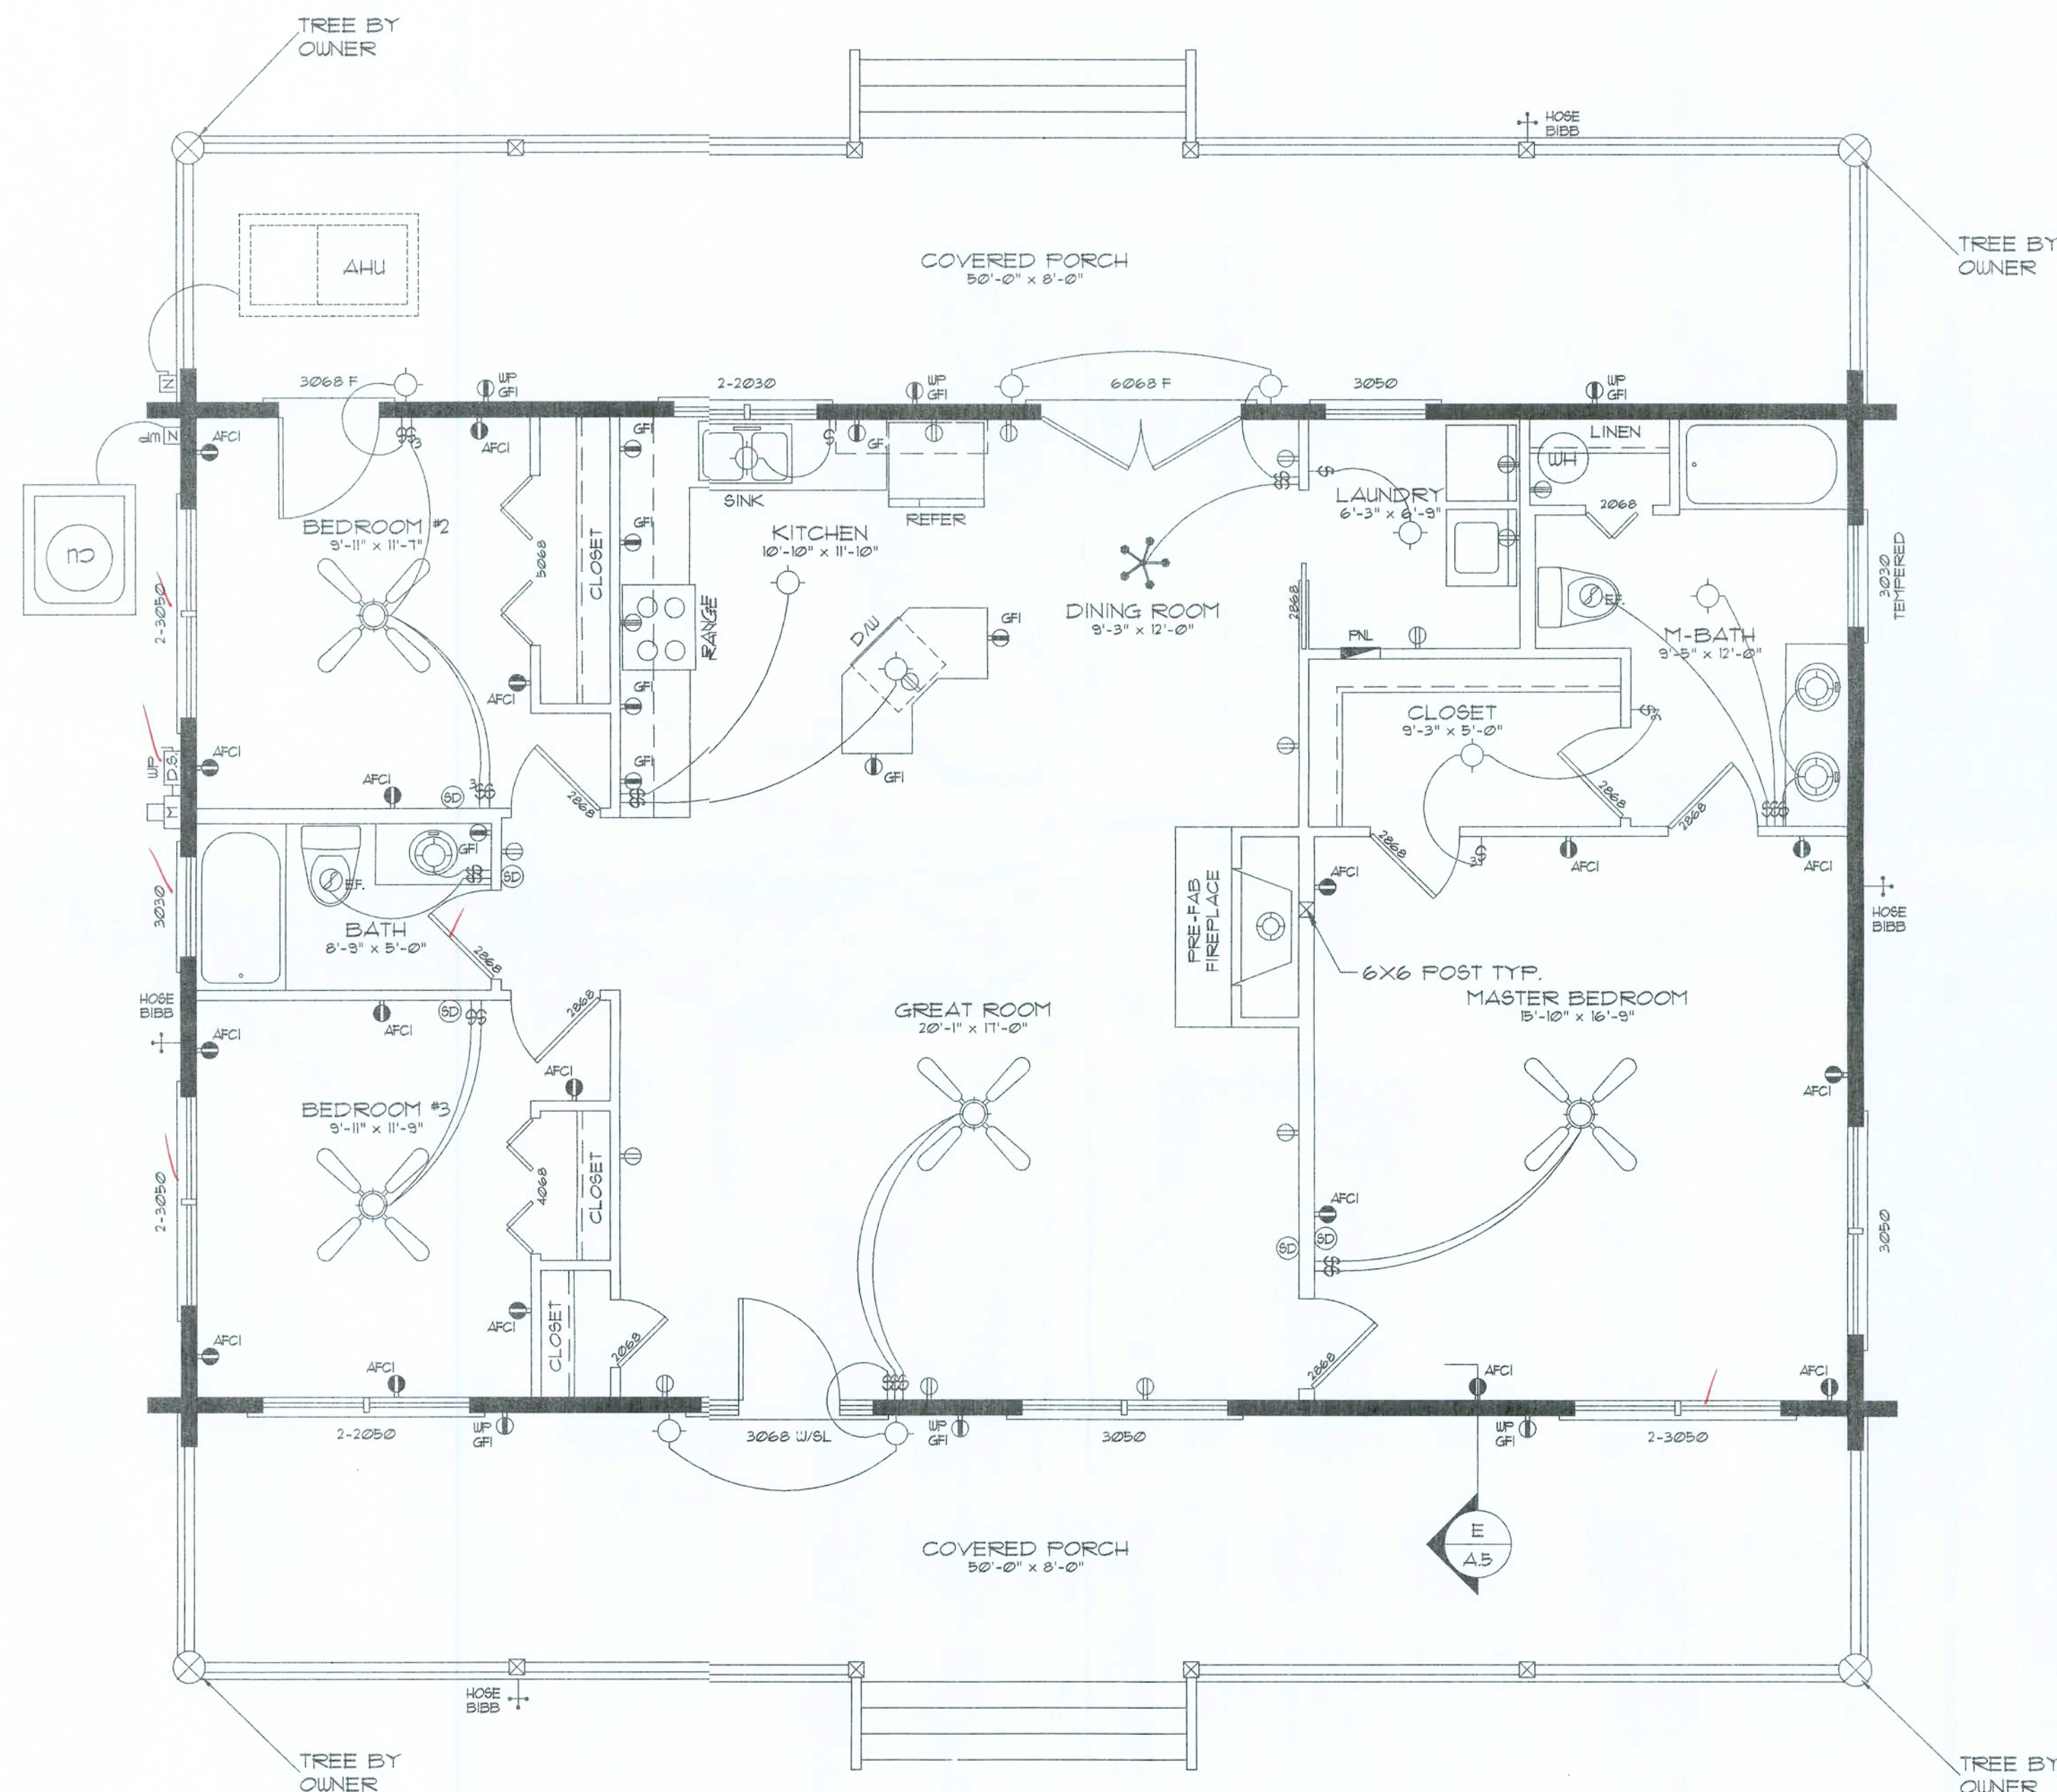 TREE BY
OWNER
HOSE
BIBB
TREE BY
OWNER
AHU
COVERED PORCH
50'-0" x 8'-0"
N
3068 F
WP
GFI
2-2030
WP
GFI
6068 F
3050
WP
GFI
N
AFCI
3
AFCI
GFI
LINEN
WH
SINK
REFER
LAUNDRY
6'-3" x 6'-9"
2068
BEDROOM #2
9'-11" x 11'-7"
GFI
KITCHEN
10'-10" x 11'-10"
5068
CLOSET
RANGE
3030
TEMPERED
CU
2-3050
D/W
GFI
DINING ROOM
9'-3" x 12'-0"
2868
PNL
E.F.
M-BATH
9'-5" x 12'-0"
AFCI
GFI
CLOSET
9'-3" x 5'-0"
WP
D.S.
AFCI
AFCI
SD
3
GFI
GFI
M
2868
2868
2868
GFI
SD
2868
3
AFCI
AFCI
AFCI
3030
E.F.
BATH
8'-9" x 5'-0"
2868
PRE-FAB
FIREPLACE
HOSE
BIBB
6X6 POST TYP.
MASTER BEDROOM
15'-10" x 16'-9"
HOSE
BIBB
AFCI
SD
AFCI
2868
GREAT ROOM
20'-1" x 17'-0"
AFCI
AFCI
BEDROOM #3
9'-11" x 11'-9"
4068
CLOSET
2-3050
AFCI
SD
SD
3050
AFCI
CLOSET
2068
2868
AFCI
AFCI
AFCI
AFCI
2-2050
WP
GFI
3068 W/SL
WP
GFI
3050
WP
GFI
2-3050
E
A.5
COVERED PORCH
50'-0" x 8'-0"
HOSE
BIBB
TREE BY
OWNER
TREE BY
OWNER